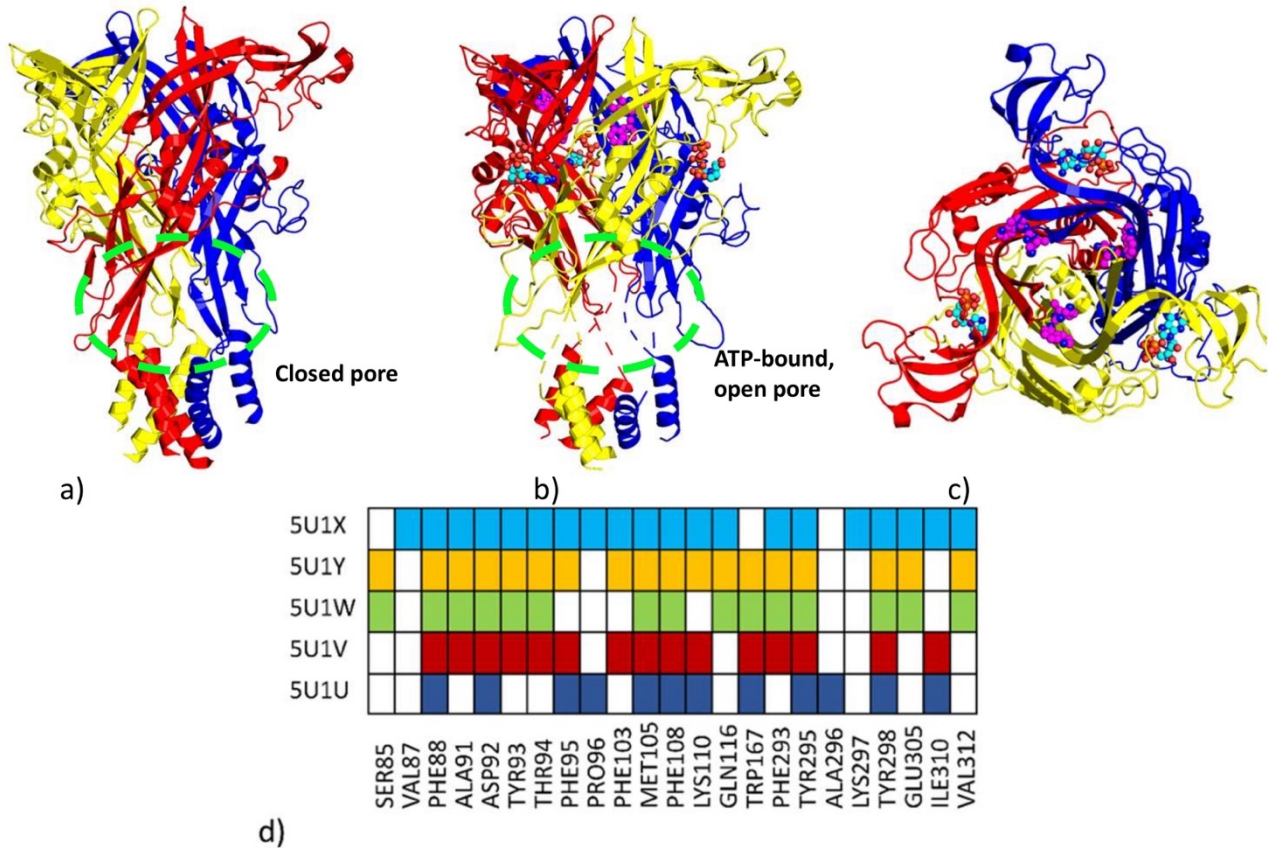 Closed pore
ATP-bound,
open pore
a)
b)
c)
5U1X
5U1Y
5U1W
5U1V
5U1U
SER85
VAL87
PHE88
ALA91
ASP92
TYR93
THR94
PHE95
PRO96
PHE103
MET105
PHE108
LYS110
GLN116
TRP167
PHE293
TYR295
ALA296
LYS297
TYR298
GLU305
ILE310
VAL312
d)